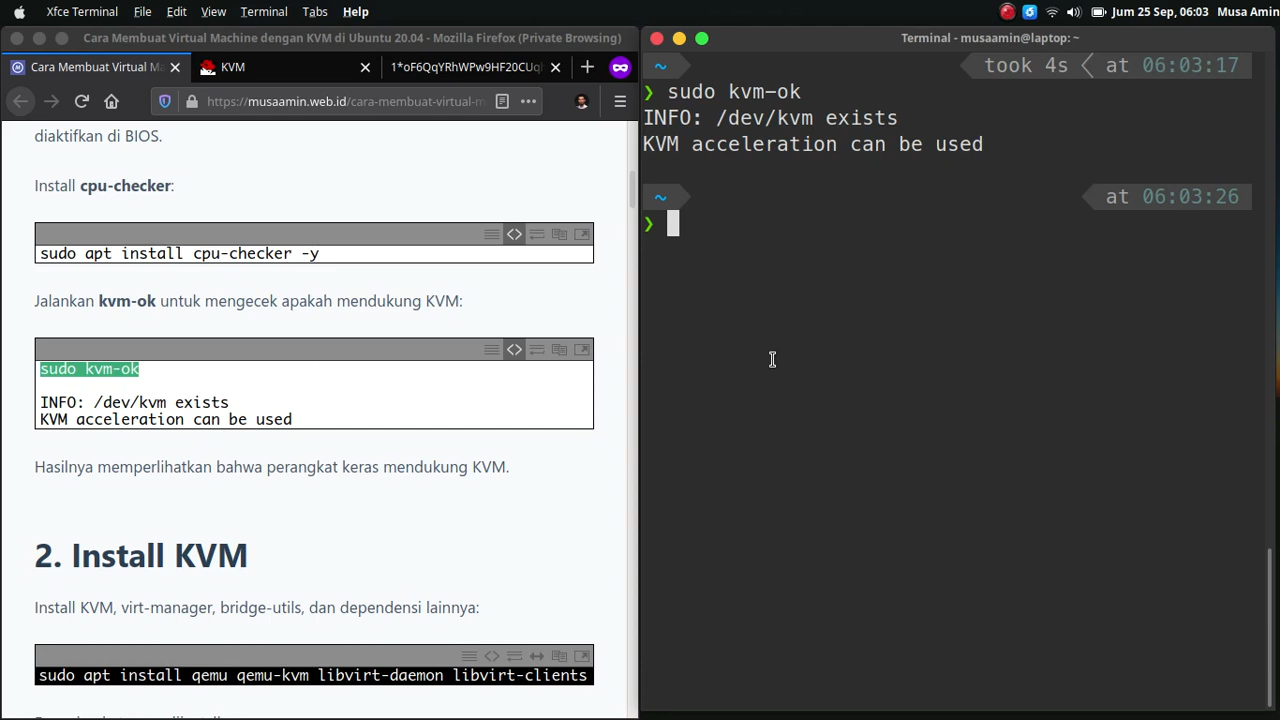 Xfce Terminal File Edit View Terminal Tabs Help
Jum 25 Sep, 06:03 Musa Amin
Cara Membuat Virtual Machine dengan KVM di Ubuntu 20.04 - Mozilla Firefox (Private Browsing)
Cara Membuat Virtual Ma
KVM
1*oF6QqYRhWPw9HF20CUq
https://musaamin.web.id/cara-membuat-virtual-m
diaktifkan di BIOS.
Install cpu-checker:
sudo apt install cpu-checker -y
Jalankan kvm-ok untuk mengecek apakah mendukung KVM:
sudo kvm-ok
INFO: /dev/kvm exists
KVM acceleration can be used
Hasilnya memperlihatkan bahwa perangkat keras mendukung KVM.
2. Install KVM
Install KVM, virt-manager, bridge-utils, dan dependensi lainnya:
sudo apt install qemu qemu-kvm libvirt-daemon libvirt-clients
Terminal - musaamin@laptop: ~
~ took 4s at 06:03:17
❯ sudo kvm-ok
INFO: /dev/kvm exists
KVM acceleration can be used
~ at 06:03:26
❯